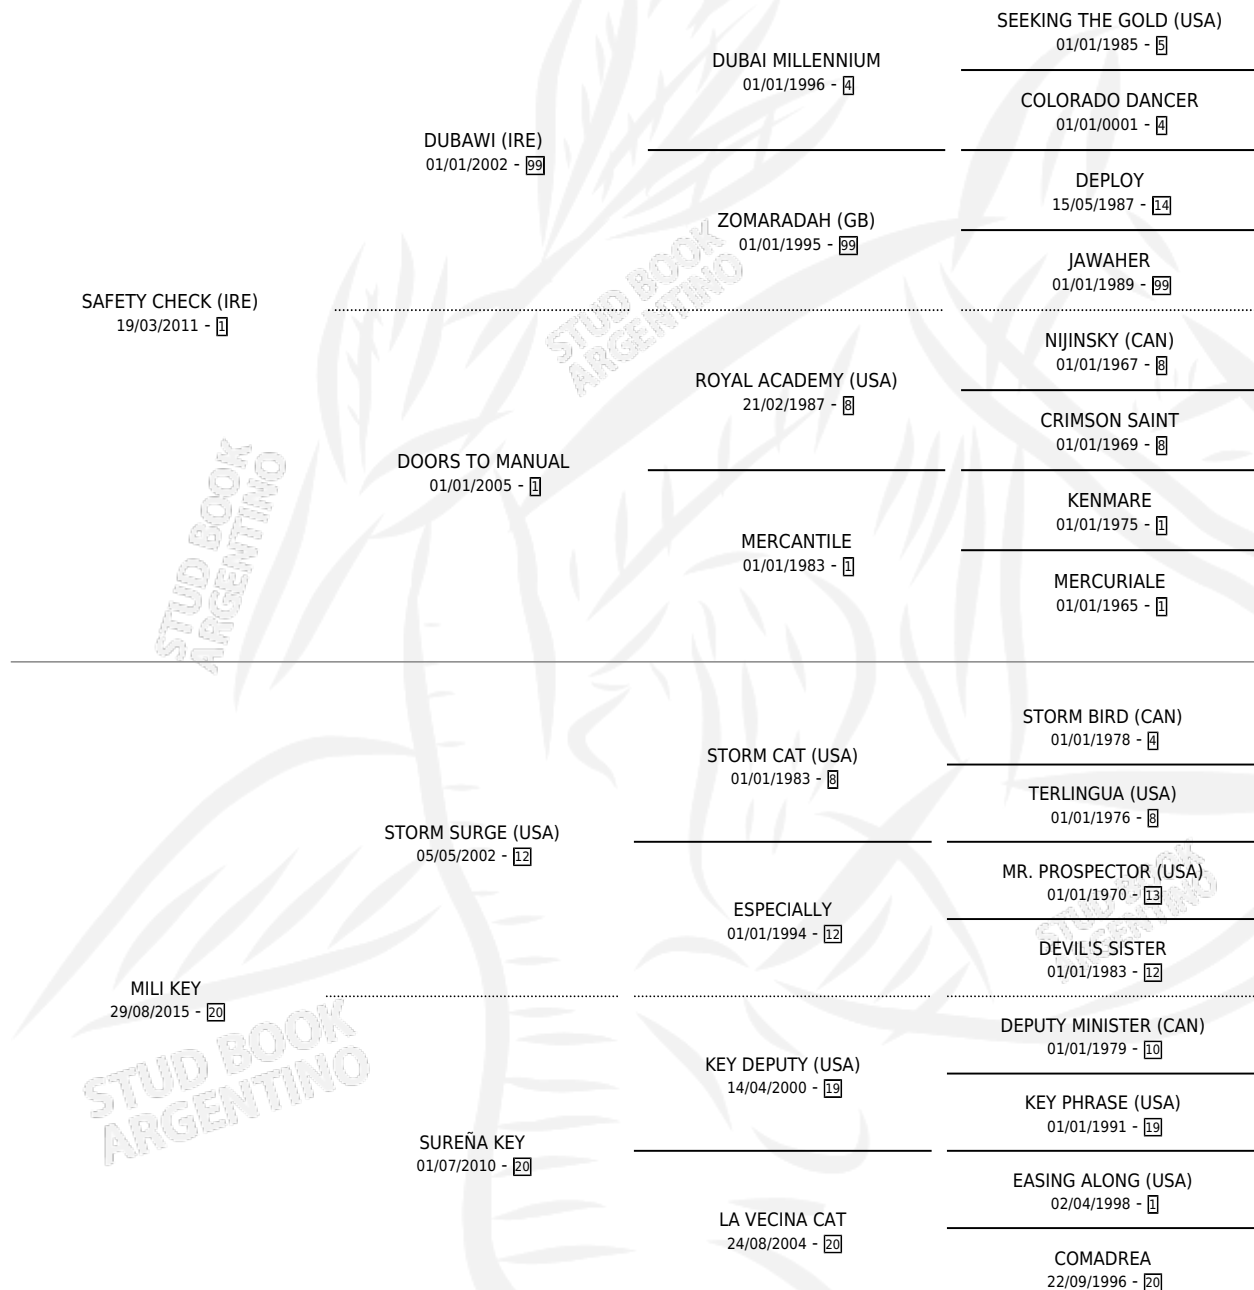 SAFETY CHECK (IRE)
19/03/2011 - 1
DUBAWI (IRE)
01/01/2002 - 99
DUBAI MILLENNIUM
01/01/1996 - 4
SEEKING THE GOLD (USA)
01/01/1985 - 5
COLORADO DANCER
01/01/0001 - 4
ZOMARADAH (GB)
01/01/1995 - 99
DEPLOY
15/05/1987 - 14
JAWAHER
01/01/1989 - 99
DOORS TO MANUAL
01/01/2005 - 1
ROYAL ACADEMY (USA)
21/02/1987 - 8
NIJINSKY (CAN)
01/01/1967 - 8
CRIMSON SAINT
01/01/1969 - 8
MERCANTILE
01/01/1983 - 1
KENMARE
01/01/1975 - 1
MERCURIALE
01/01/1965 - 1
MILI KEY
29/08/2015 - 20
STORM SURGE (USA)
05/05/2002 - 12
STORM CAT (USA)
01/01/1983 - 8
STORM BIRD (CAN)
01/01/1978 - 4
TERLINGUA (USA)
01/01/1976 - 8
ESPECIALLY
01/01/1994 - 12
MR. PROSPECTOR (USA)
01/01/1970 - 13
DEVIL'S SISTER
01/01/1983 - 12
SUREÑA KEY
01/07/2010 - 20
KEY DEPUTY (USA)
14/04/2000 - 19
DEPUTY MINISTER (CAN)
01/01/1979 - 10
KEY PHRASE (USA)
01/01/1991 - 19
LA VECINA CAT
24/08/2004 - 20
EASING ALONG (USA)
02/04/1998 - 1
COMADREA
22/09/1996 - 20
STUD BOOK
ARGENTINO
STUD BOOK
ARGENTINO
STUD BOOK
ARGENTINO
STUD BOOK
ARGENTINO